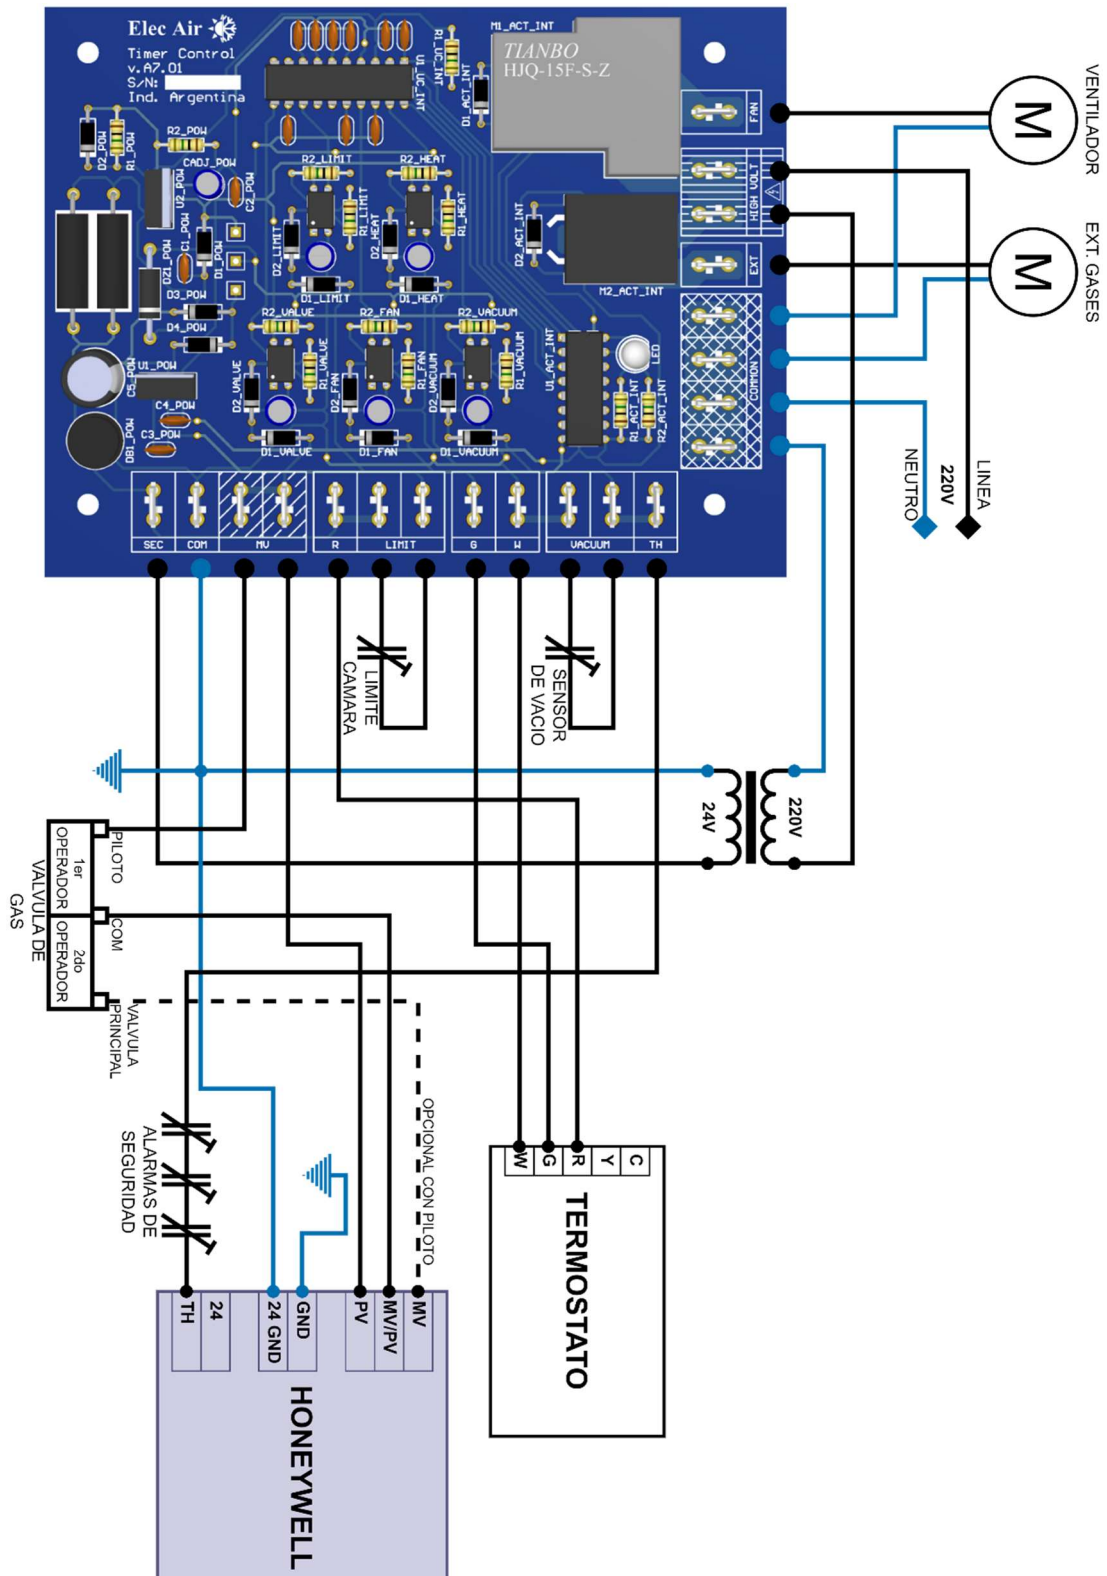 Elec Air
Timer Control
v.A7.01
S/N:
Ind. Argentina
M1_ACT_INT
TIANBO
HJQ-15F-S-Z
R1_UC_INT
U1_UC_INT
D1_ACT_INT
FAN
HIGH VOLT
EXT
COMMON
D2_POW
R1_POW
R2_POW
CADJ_POW
U2_POW
C2_POW
C1_POW
D1_POW
DZ1_POW
D3_POW
D4_POW
U1_POW
C5_POW
C4_POW
C3_POW
DB1_POW
R2_LIMIT
R1_LIMIT
D2_LIMIT
D1_LIMIT
R2_HEAT
R1_HEAT
D2_HEAT
D1_HEAT
D2_ACT_INT
M2_ACT_INT
R2_VALVE
R1_VALVE
D2_VALVE
D1_VALVE
R2_FAN
R1_FAN
D2_FAN
D1_FAN
R2_VACUUM
R1_VACUUM
D2_VACUUM
D1_VACUUM
U1_ACT_INT
LED
R1_ACT_INT
R2_ACT_INT
SEC
COM
MV
R
LIMIT
G
W
VACUUM
TH
VENTILADOR
M
EXT. GASES
M
LINEA
220V
NEUTRO
LIMITE
CAMARA
SENSOR
DE VACIO
220V
24V
PILOTO
COM
VALVULA
PRINCIPAL
1er
OPERADOR
2do
OPERADOR
VALVULA DE
GAS
ALARMAS DE
SEGURIDAD
OPCIONAL CON PILOTO
C
Y
R
G
W
TERMOSTATO
MV
MV/PV
PV
GND
24 GND
24
TH
HONEYWELL